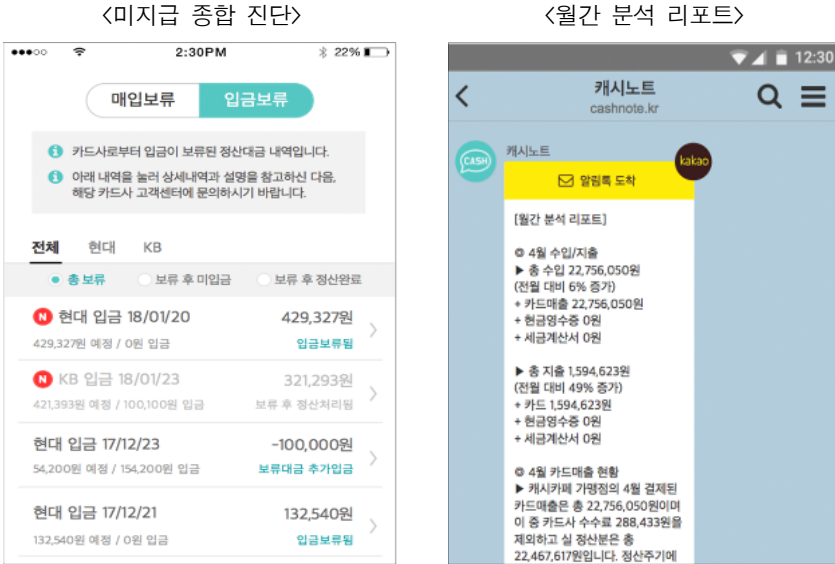 <미지급 종합 진단>
2:30PM
22%
매입보류
입금보류
카드사로부터 입금이 보류된 정산대금 내역입니다.
아래 내역을 눌러 상세내역과 설명을 참고하신 다음,
해당 카드사 고객센터에 문의하시기 바랍니다.
전체 현대 KB
총 보류 보류 후 미입금 보류 후 정산완료
N 현대 입금 18/01/20 429,327원
429,327원 예정 / 0원 입금 입금보류됨
N KB 입금 18/01/23 321,293원
421,393원 예정 / 100,100원 입금 보류 후 정산처리됨
현대 입금 17/12/23 -100,000원
54,200원 예정 / 154,200원 입금 보류대금 추가입금
현대 입금 17/12/21 132,540원
132,540원 예정 / 0원 입금 입금보류됨
<월간 분석 리포트>
12:30
캐시노트
cashnote.kr
CASH
캐시노트
kakao
알림톡 도착
[월간 분석 리포트]
◎ 4월 수입/지출
▶ 총 수입 22,756,050원
(전월 대비 6% 증가)
+ 카드매출 22,756,050원
+ 현금영수증 0원
+ 세금계산서 0원
▶ 총 지출 1,594,623원
(전월 대비 49% 증가)
+ 카드 1,594,623원
+ 현금영수증 0원
+ 세금계산서 0원
◎ 4월 카드매출 현황
▶ 캐시카페 가맹점의 4월 결제된
카드매출은 총 22,756,050원이며
이 중 카드사 수수료 288,433원을
제외하고 실 정산분은 총
22,467,617원입니다. 정산주기에